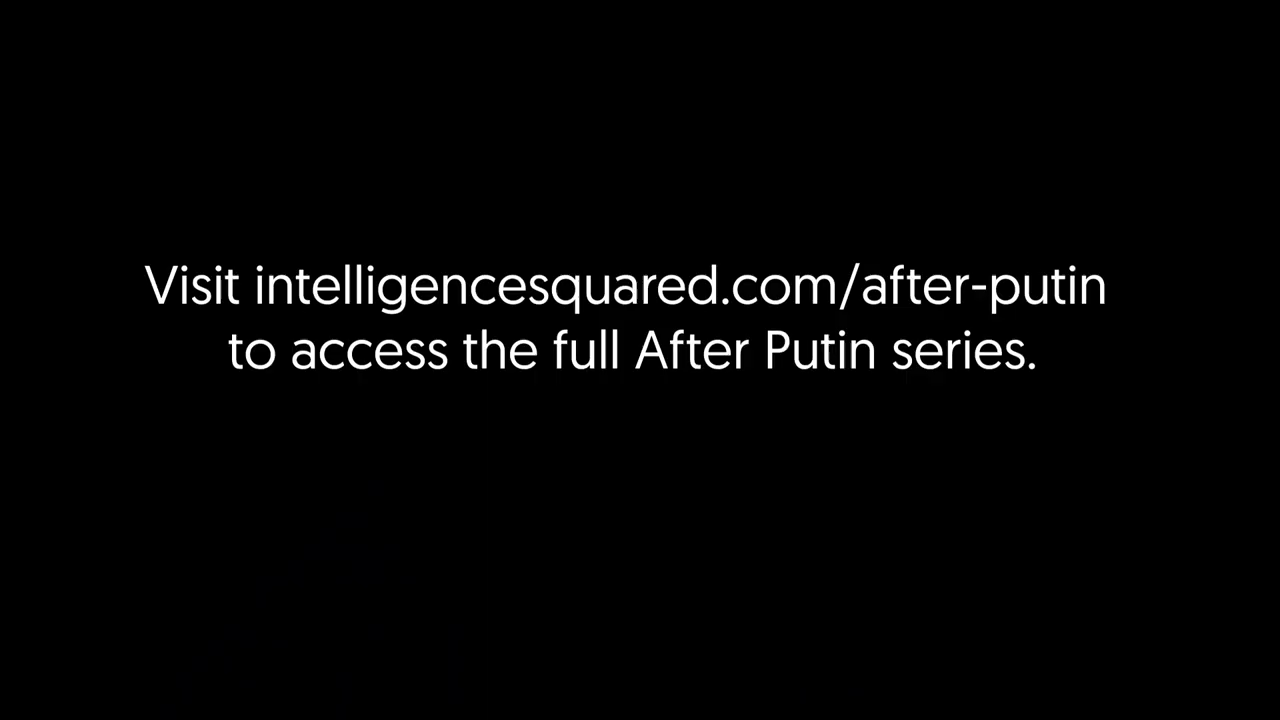 Visit intelligencesquared.com/after-putin
to access the full After Putin series.